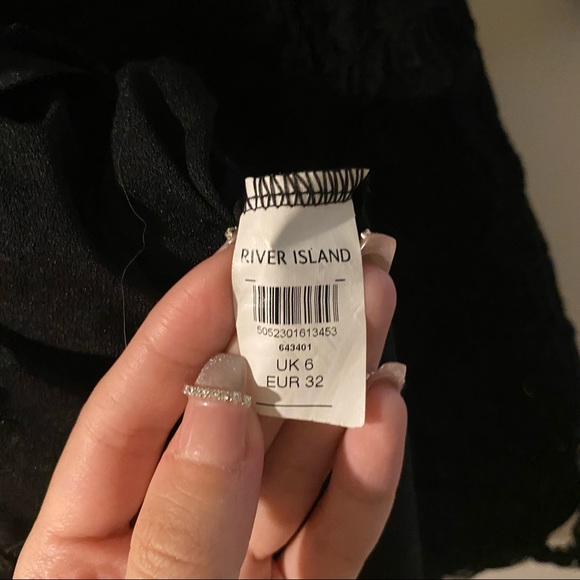 RIVER ISLAND
5052301613453
643401
UK 6
EUR 32